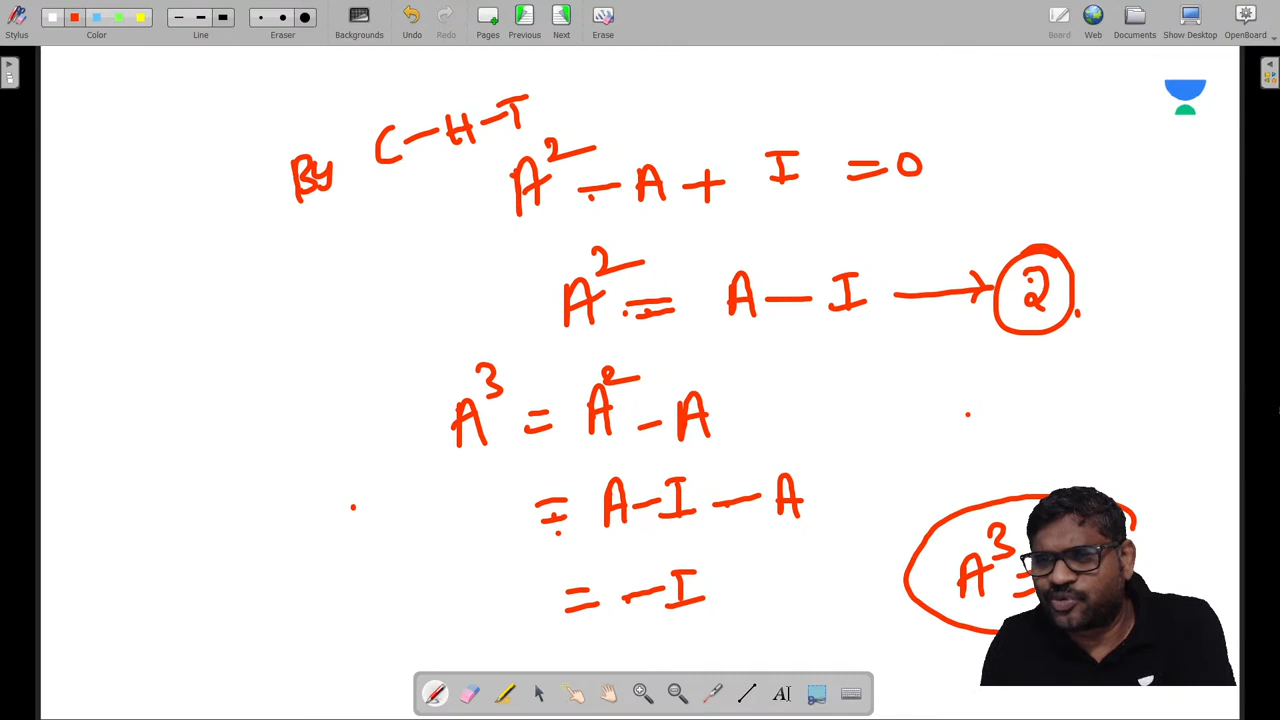 Stylus Color Line Eraser Backgrounds Undo Redo Pages Previous Next Erase Board Web Documents Show Desktop OpenBoard
By C-H-T
A² - A + I = 0
A² = A - I → 2
A³ = A² - A
= A - I - A
= - I
A³ =
AI